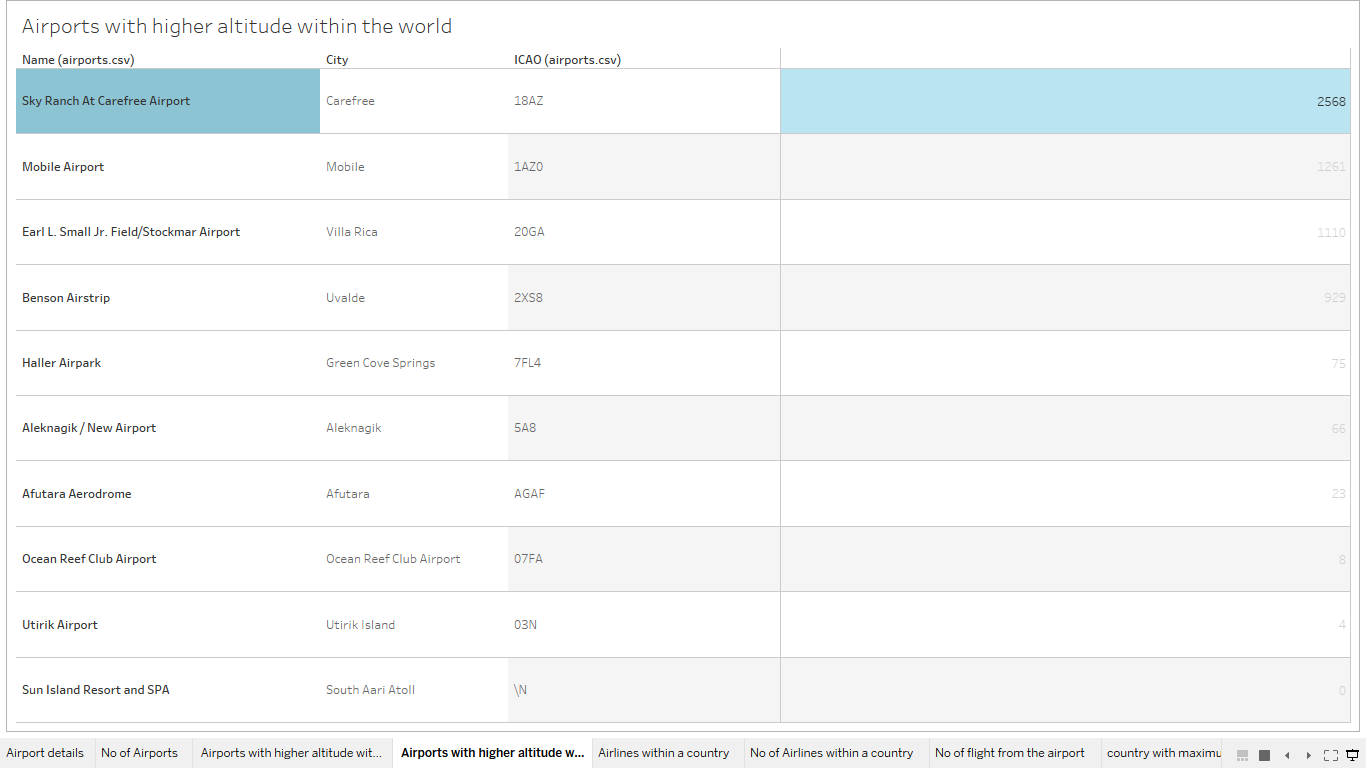 Airports with higher altitude within the world
Name (airports.csv) City ICAO (airports.csv)
Sky Ranch At Carefree Airport Carefree 18AZ 2568
Mobile Airport Mobile 1AZ0 1261
Earl L. Small Jr. Field/Stockmar Airport Villa Rica 20GA 1110
Benson Airstrip Uvalde 2XS8 929
Haller Airpark Green Cove Springs 7FL4 75
Aleknagik / New Airport Aleknagik 5A8 66
Afutara Aerodrome Afutara AGAF 23
Ocean Reef Club Airport Ocean Reef Club Airport 07FA 8
Utirik Airport Utirik Island 03N 4
Sun Island Resort and SPA South Aari Atoll \N 0
Airport details No of Airports Airports with higher altitude wit... Airports with higher altitude w... Airlines within a country No of Airlines within a country No of flight from the airport country with maximu